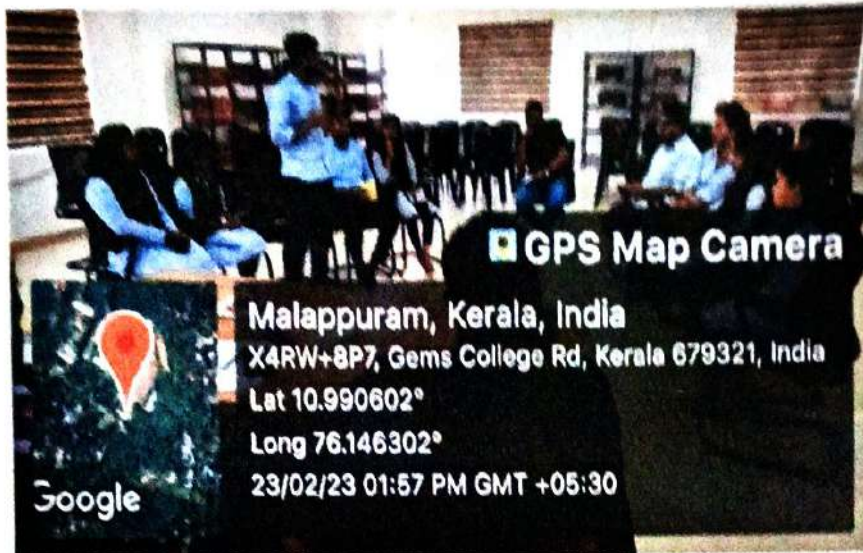 GPS Map Camera
Malappuram, Kerala, India
X4RW+8P7, Gems College Rd, Kerala 679321, India
Lat 10.990602°
Long 76.146302°
23/02/23 01:57 PM GMT +05:30
Google